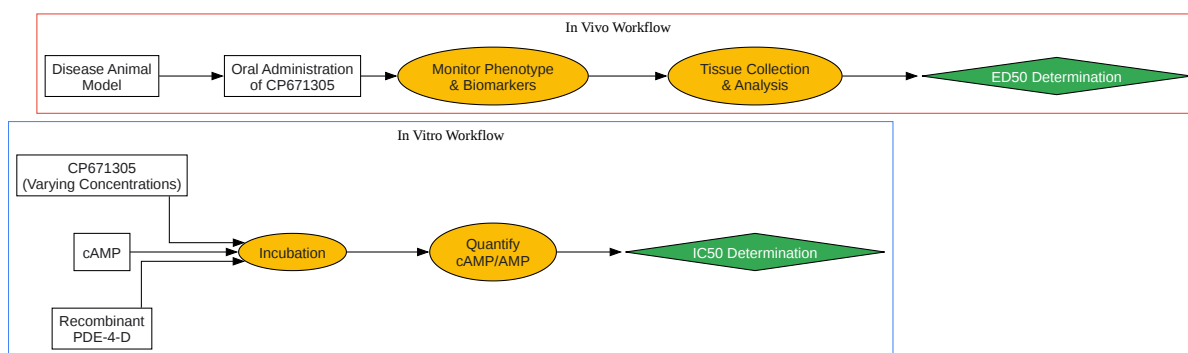 In Vivo Workflow
Disease Animal
Model
Oral Administration
of CP671305
Monitor Phenotype
& Biomarkers
Tissue Collection
& Analysis
ED50 Determination
In Vitro Workflow
CP671305
(Varying Concentrations)
cAMP
Recombinant
PDE-4-D
Incubation
Quantify
cAMP/AMP
IC50 Determination